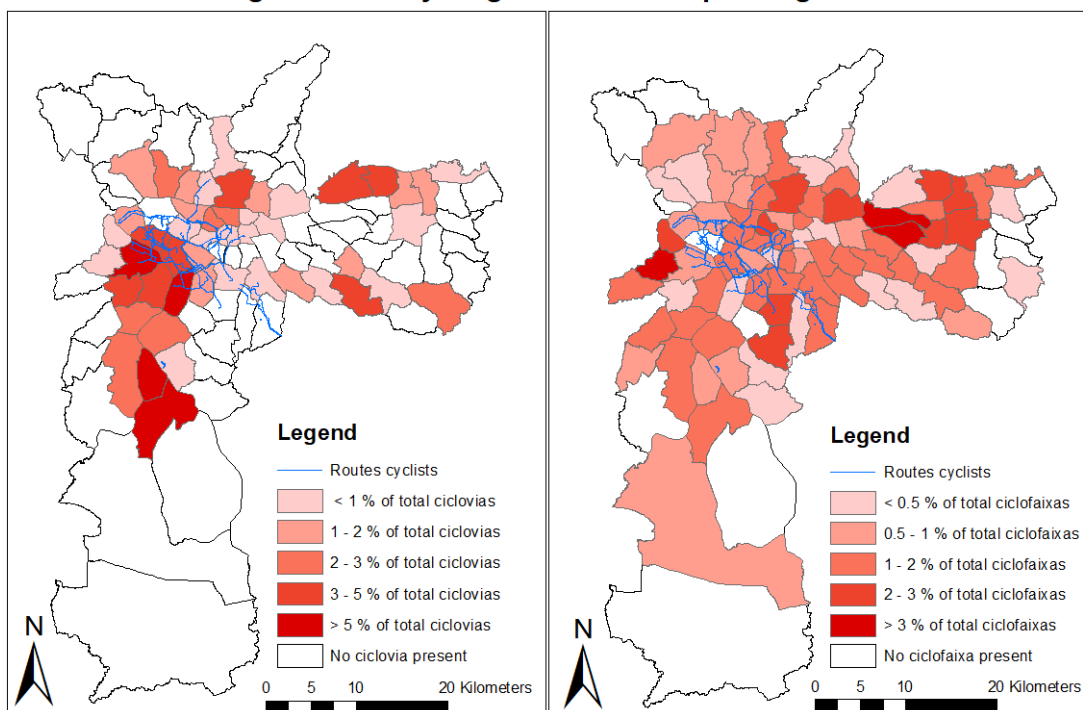 Legend
Routes cyclists
< 1 % of total ciclovias
1 - 2 % of total ciclovias
2 - 3 % of total ciclovias
3 - 5 % of total ciclovias
> 5 % of total ciclovias
No ciclovia present
N
0 5 10 20 Kilometers
Legend
Routes cyclists
< 0.5 % of total ciclofaixas
0.5 - 1 % of total ciclofaixas
1 - 2 % of total ciclofaixas
2 - 3 % of total ciclofaixas
> 3 % of total ciclofaixas
No ciclofaixa present
N
0 5 10 20 Kilometers